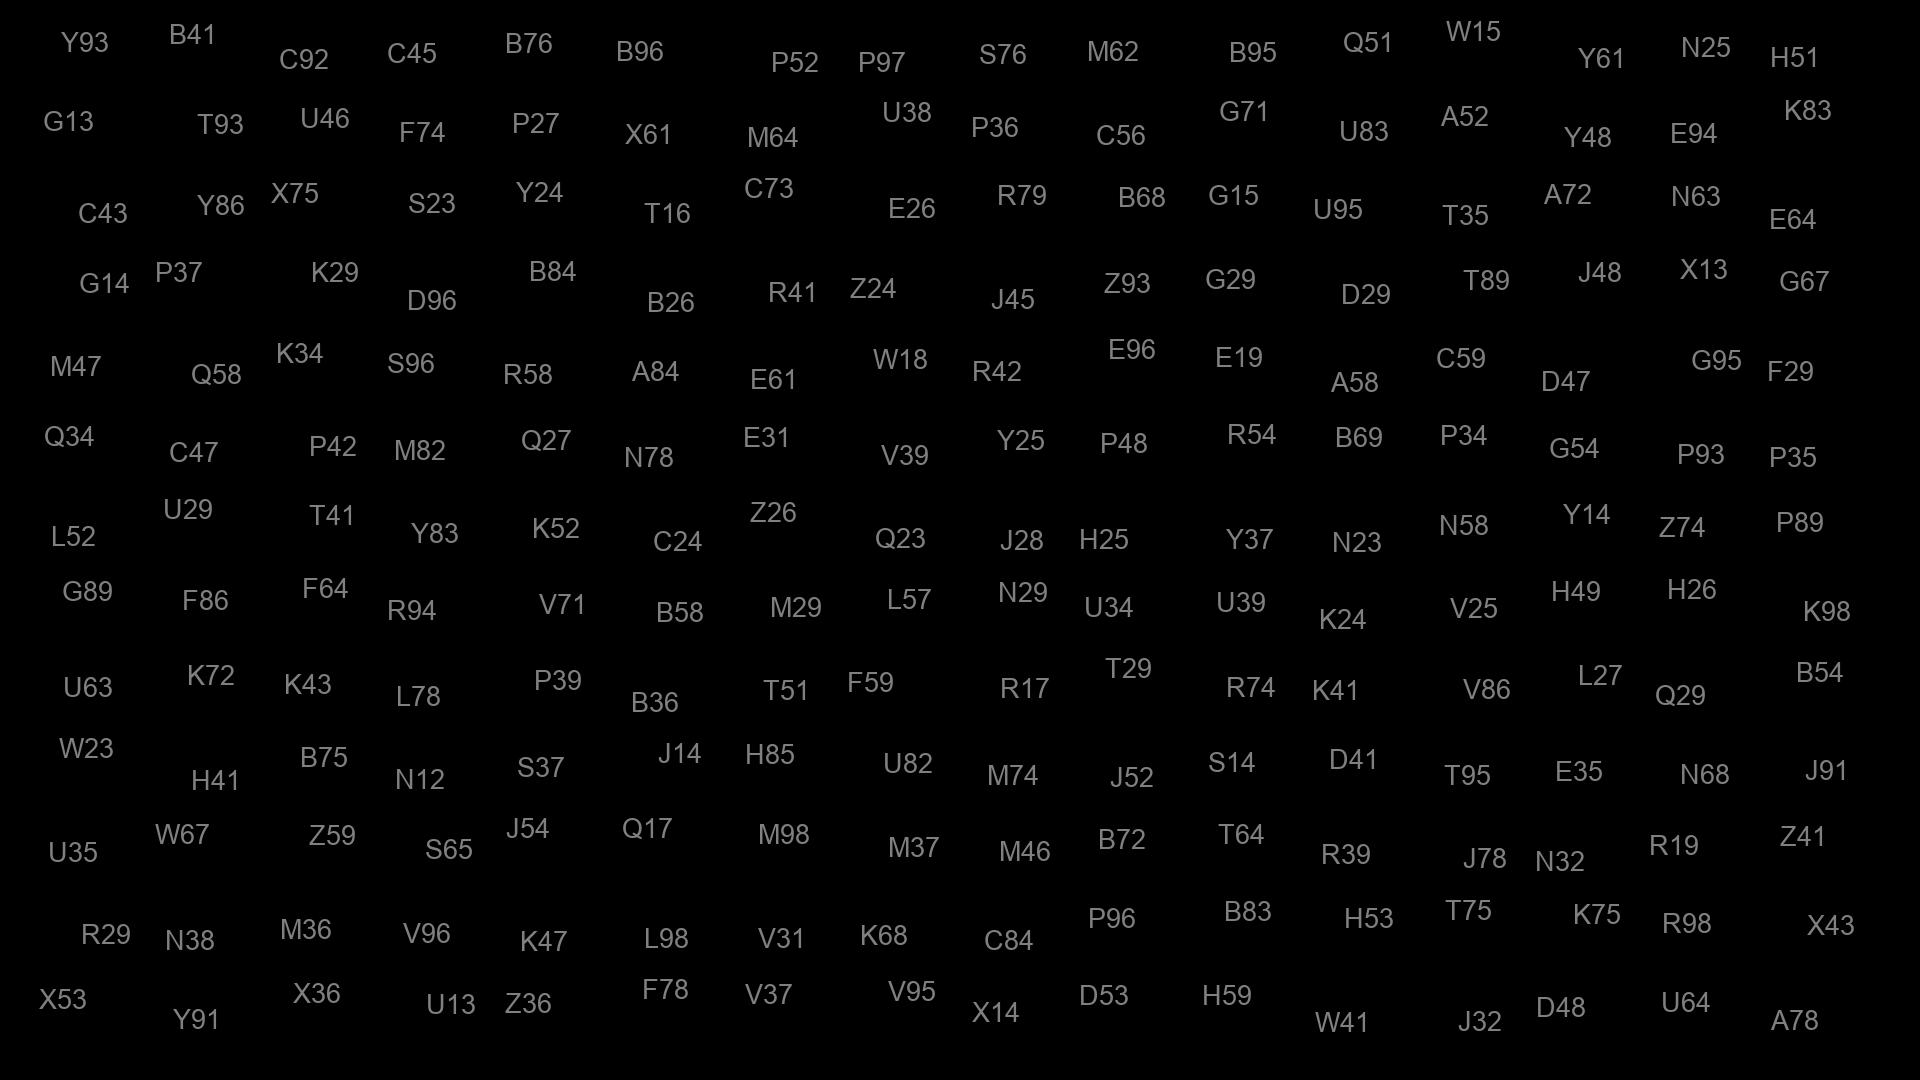 Y93 B41 C92 C45 B76 B96 P52 P97 S76 M62 B95 Q51 W15 Y61 N25 H51
G13 T93 U46 F74 P27 X61 M64 U38 P36 C56 G71 U83 A52 Y48 E94 K83
C43 Y86 X75 S23 Y24 T16 C73 E26 R79 B68 G15 U95 T35 A72 N63 E64
G14 P37 K29 D96 B84 B26 R41 Z24 J45 Z93 G29 D29 T89 J48 X13 G67
M47 Q58 K34 S96 R58 A84 E61 W18 R42 E96 E19 A58 C59 D47 G95 F29
Q34 C47 P42 M82 Q27 N78 E31 V39 Y25 P48 R54 B69 P34 G54 P93 P35
L52 U29 T41 Y83 K52 C24 Z26 Q23 J28 H25 Y37 N23 N58 Y14 Z74 P89
G89 F86 F64 R94 V71 B58 M29 L57 N29 U34 U39 K24 V25 H49 H26 K98
U63 K72 K43 L78 P39 B36 T51 F59 R17 T29 R74 K41 V86 L27 Q29 B54
W23 H41 B75 N12 S37 J14 H85 U82 M74 J52 S14 D41 T95 E35 N68 J91
U35 W67 Z59 S65 J54 Q17 M98 M37 M46 B72 T64 R39 J78 N32 R19 Z41
R29 N38 M36 V96 K47 L98 V31 K68 C84 P96 B83 H53 T75 K75 R98 X43
X53 Y91 X36 U13 Z36 F78 V37 V95 X14 D53 H59 W41 J32 D48 U64 A78